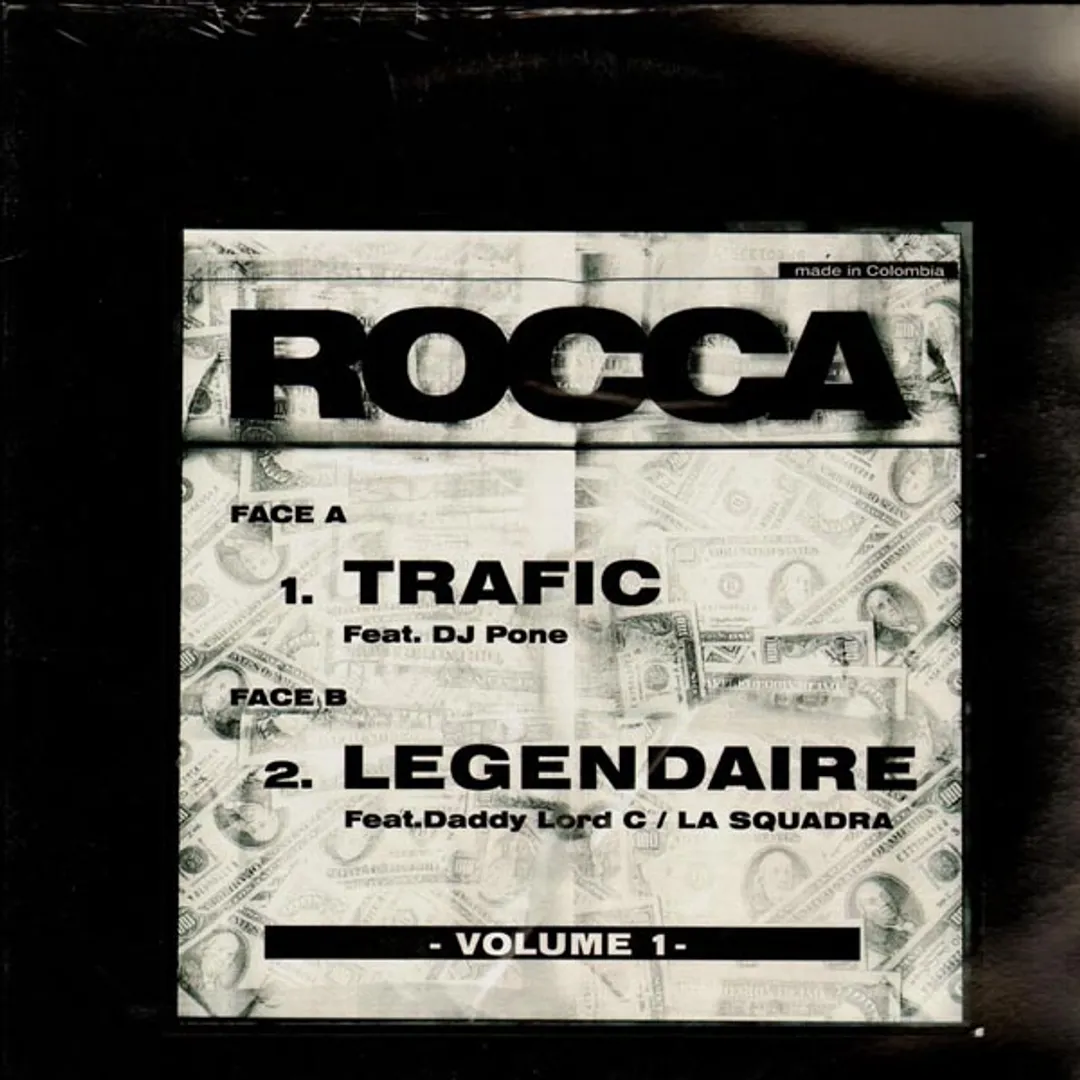 made in Colombia
ROCCA
FACE A
1. TRAFIC
Feat. DJ Pone
FACE B
2. LEGENDAIRE
Feat.Daddy Lord C / LA SQUADRA
- VOLUME 1-